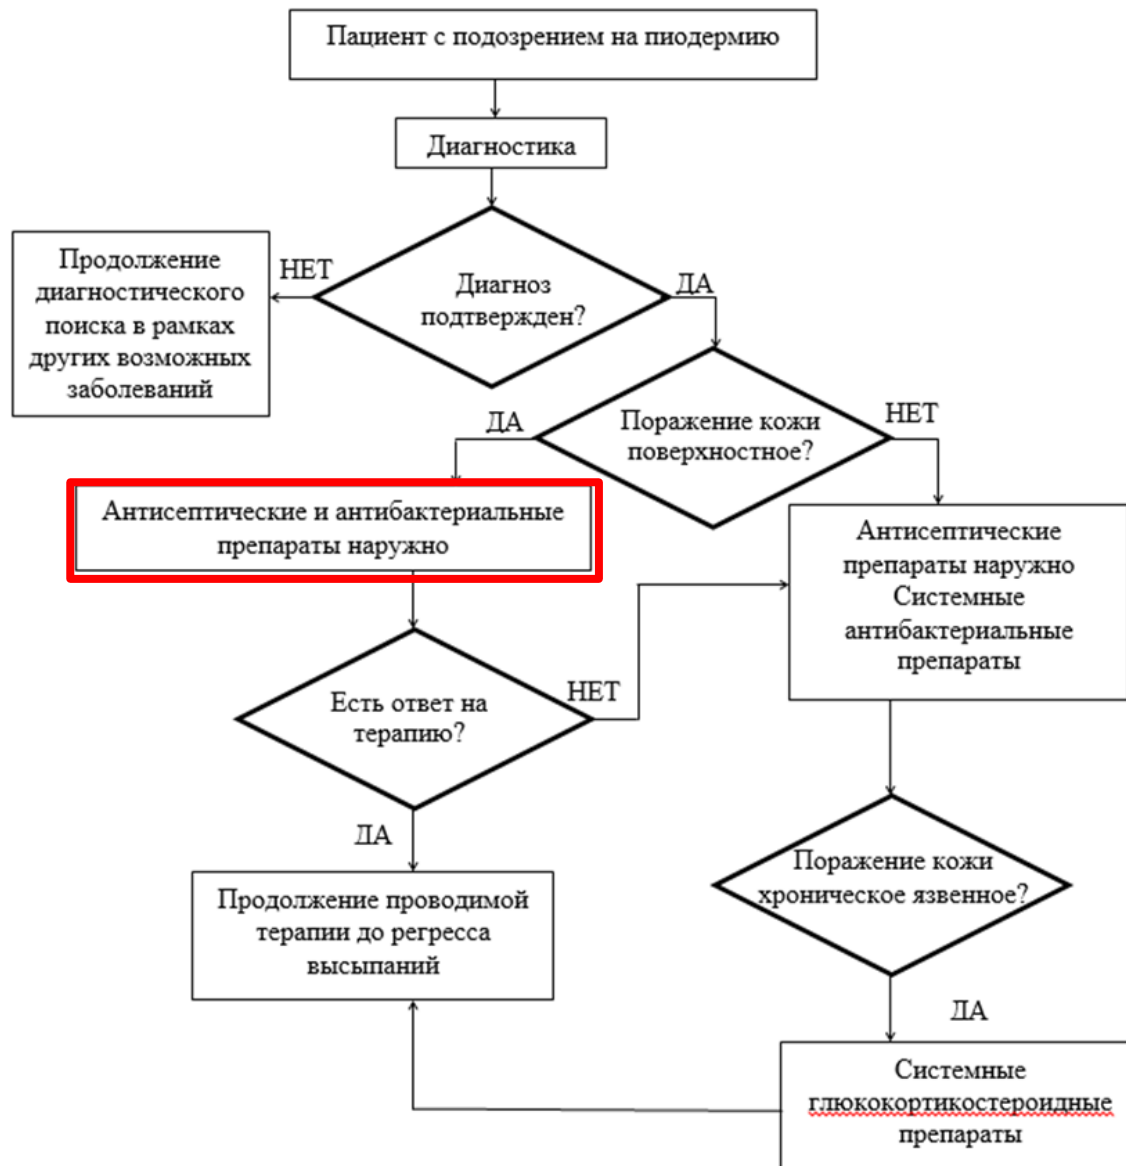 Пациент с подозрением на пиодермию
Диагностика
Диагноз
подтвержден?
НЕТ
ДА
Продолжение
диагностического
поиска в рамках
других возможных
заболеваний
Поражение кожи
поверхностное?
ДА
НЕТ
Антисептические и антибактериальные
препараты наружно
Антисептические
препараты наружно
Системные
антибактериальные
препараты
Есть ответ на
терапию?
НЕТ
ДА
Поражение кожи
хроническое язвенное?
Продолжение проводимой
терапии до регресса
высыпаний
ДА
Системные
глюкокортикостероидные
препараты